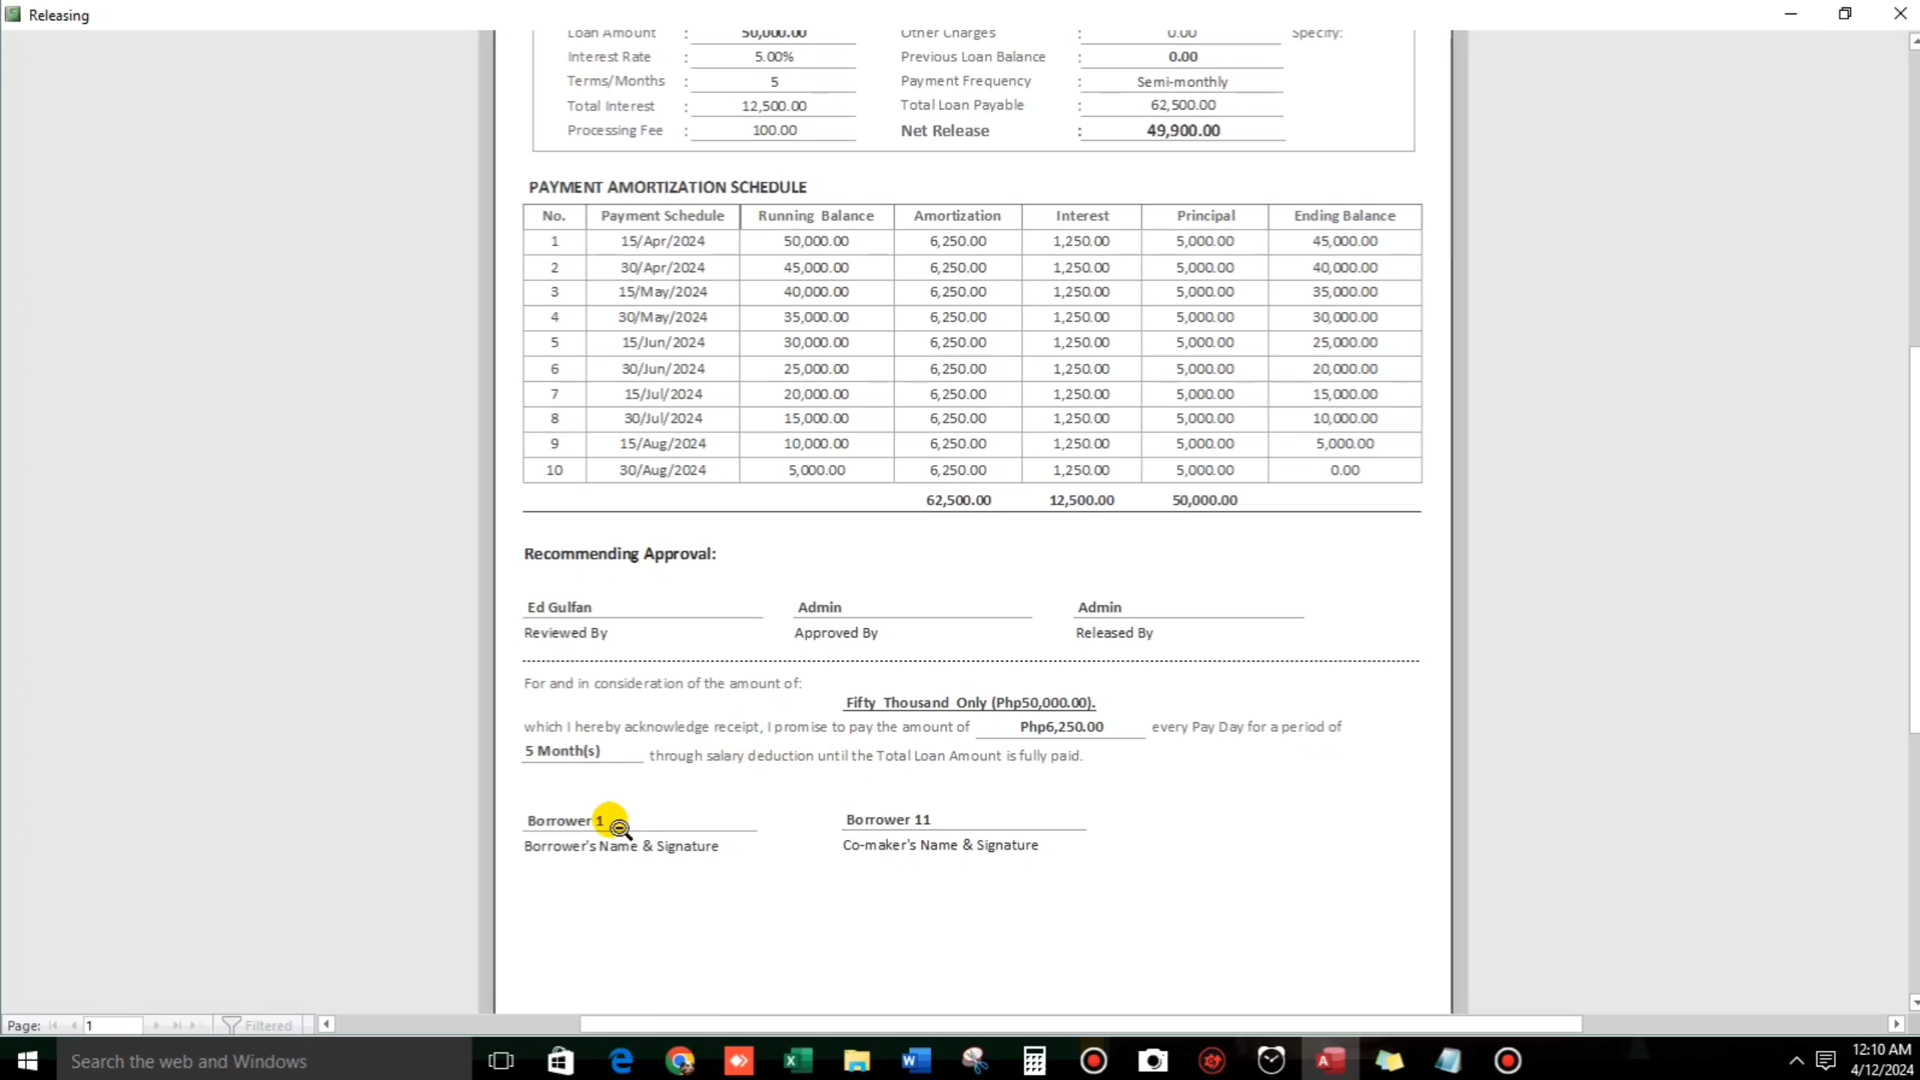 Releasing
Loan Amount : 50,000.00 Other Charges : 0.00 Specify:
Interest Rate : 5.00% Previous Loan Balance : 0.00
Terms/Months : 5 Payment Frequency : Semi-monthly
Total Interest : 12,500.00 Total Loan Payable : 62,500.00
Processing Fee : 100.00 Net Release : 49,900.00
PAYMENT AMORTIZATION SCHEDULE
No. Payment Schedule Running Balance Amortization Interest Principal Ending Balance
1 15/Apr/2024 50,000.00 6,250.00 1,250.00 5,000.00 45,000.00
2 30/Apr/2024 45,000.00 6,250.00 1,250.00 5,000.00 40,000.00
3 15/May/2024 40,000.00 6,250.00 1,250.00 5,000.00 35,000.00
4 30/May/2024 35,000.00 6,250.00 1,250.00 5,000.00 30,000.00
5 15/Jun/2024 30,000.00 6,250.00 1,250.00 5,000.00 25,000.00
6 30/Jun/2024 25,000.00 6,250.00 1,250.00 5,000.00 20,000.00
7 15/Jul/2024 20,000.00 6,250.00 1,250.00 5,000.00 15,000.00
8 30/Jul/2024 15,000.00 6,250.00 1,250.00 5,000.00 10,000.00
9 15/Aug/2024 10,000.00 6,250.00 1,250.00 5,000.00 5,000.00
10 30/Aug/2024 5,000.00 6,250.00 1,250.00 5,000.00 0.00
62,500.00 12,500.00 50,000.00
Recommending Approval:
Ed Gulfan Admin Admin
Reviewed By Approved By Released By
For and in consideration of the amount of:
Fifty Thousand Only (Php50,000.00).
which I hereby acknowledge receipt, I promise to pay the amount of Php6,250.00 every Pay Day for a period of
5 Month(s) through salary deduction until the Total Loan Amount is fully paid.
Borrower 1 Borrower 11
Borrower's Name & Signature Co-maker's Name & Signature
Page: 1 Filtered
Search the web and Windows
12:10 AM
4/12/2024